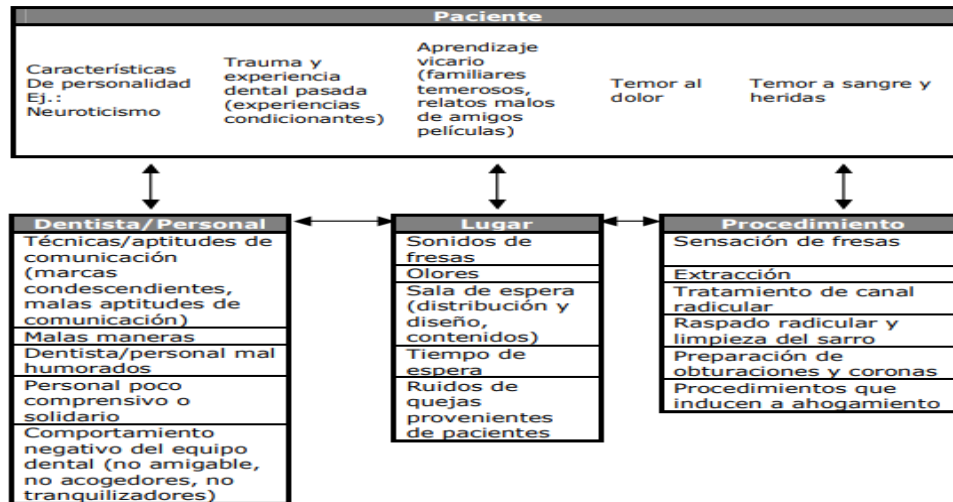 Paciente
Características
De personalidad
Ej.:
Neuroticismo
Trauma y
experiencia
dental pasada
(experiencias
condicionantes)
Aprendizaje
vicario
(familiares
temerosos,
relatos malos
de amigos
películas)
Temor al
dolor
Temor a sangre y
heridas
Dentista/Personal
Técnicas/aptitudes de
comunicación
(marcas
condescendientes,
malas aptitudes de
comunicación)
Malas maneras
Dentista/personal mal
humorados
Personal poco
comprensivo o
solidario
Comportamiento
negativo del equipo
dental (no amigable,
no acogedores, no
tranquilizadores)
Lugar
Sonidos de
fresas
Olores
Sala de espera
(distribución y
diseño,
contenidos)
Tiempo de
espera
Ruidos de
quejas
provenientes
de pacientes
Procedimiento
Sensación de fresas
Extracción
Tratamiento de canal
radicular
Raspado radicular y
limpieza del sarro
Preparación de
obturaciones y coronas
Procedimientos que
inducen a ahogamiento